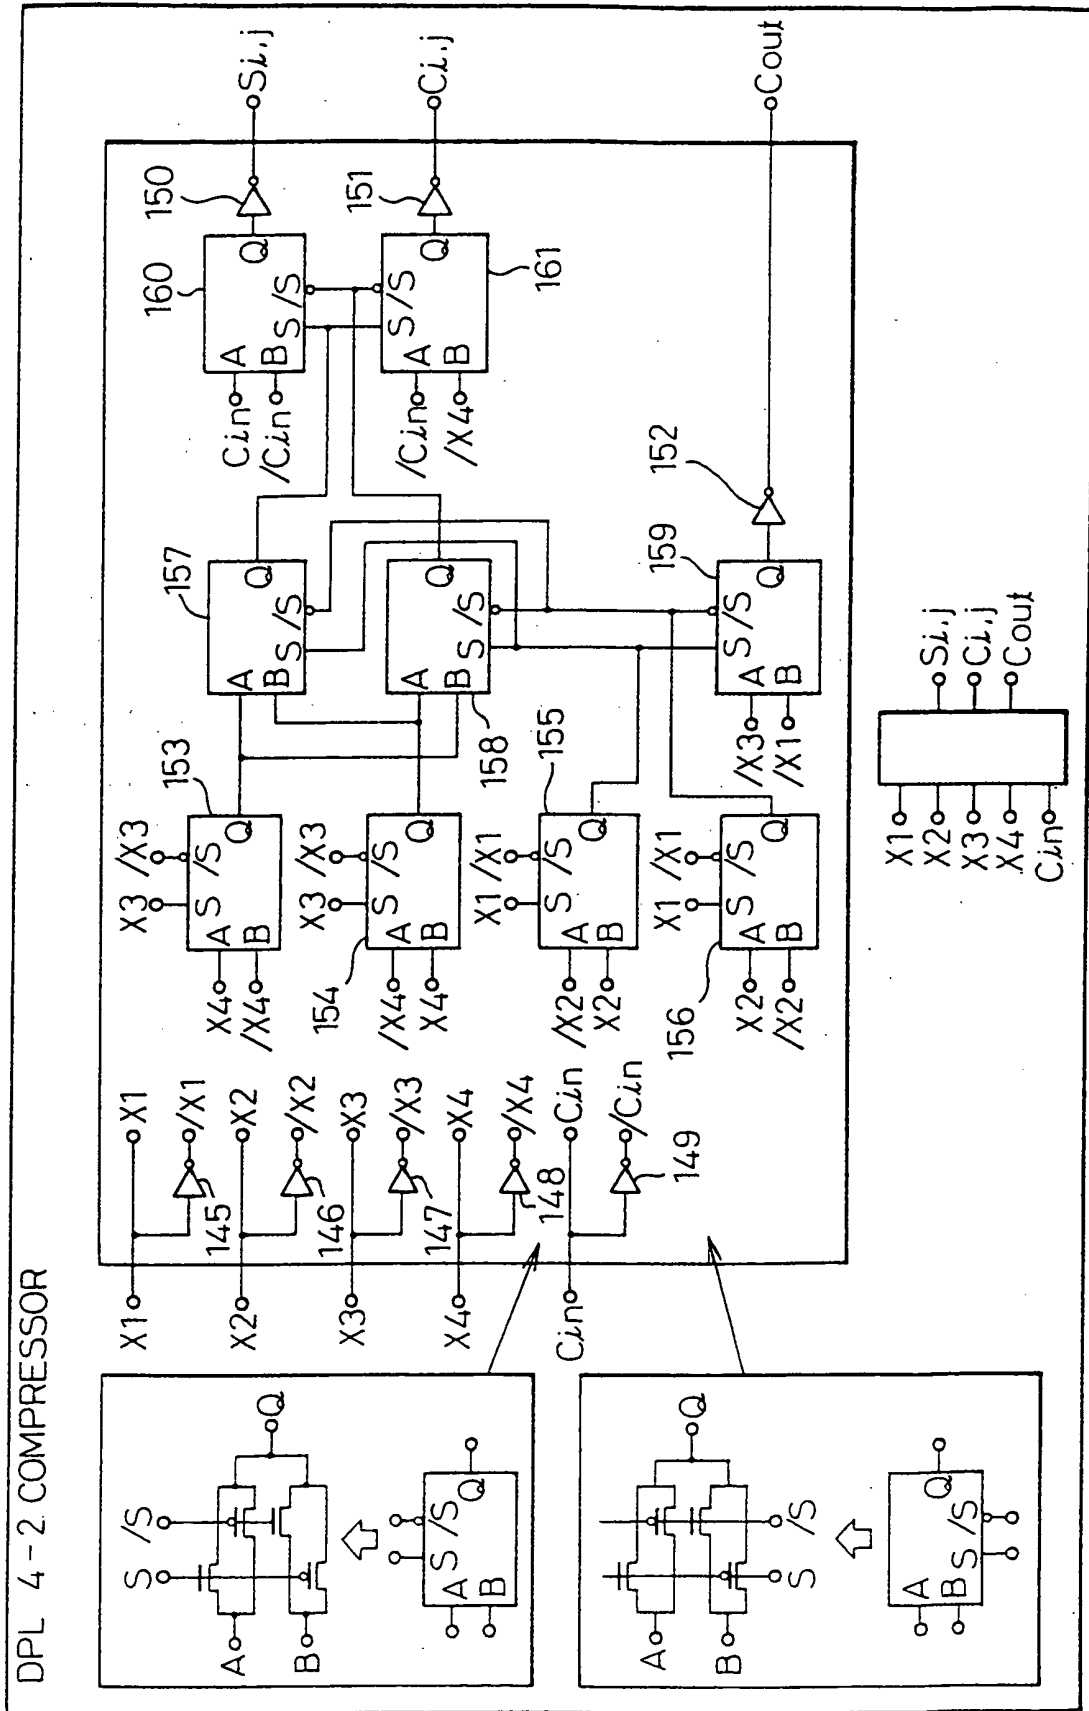 DPL 4-2 COMPRESSOR
S /S
A
B
Q
S /S
A
B
Q
A
B
Q
S /S
A
B
S /S
Q
X1
X2
X3
X4
Cin
145
146
147
148
149
X1
/X1
X2
/X2
X3
/X3
X4
/X4
Cin
/Cin
X3 /X3
153
X4
/X4
A
B
S /S
Q
X3 /X3
154
/X4
X4
A
B
S /S
Q
X1 /X1
155
/X2
X2
A
B
S /S
Q
X1 /X1
156
X2
/X2
A
B
S /S
Q
157
A
B
S /S
Q
158
A
B
S /S
Q
159
/X3
/X1
A
B
S /S
Q
152
160
Cin
/Cin
A
B
S /S
Q
150
161
/Cin
/X4
A
B
S /S
Q
151
Si,j
Ci,j
Cout
X1
X2
X3
X4
Cin
Si,j
Ci,j
Cout